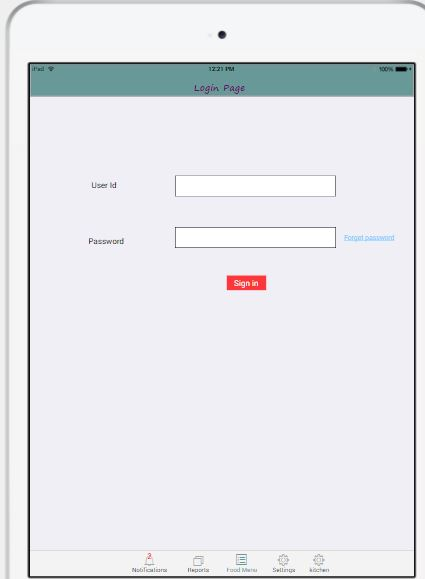 iPad 12:21 PM 100%
Login Page
User Id
Password Forget password
Sign in
2
Notifications Reports Food Menu Settings kitchen